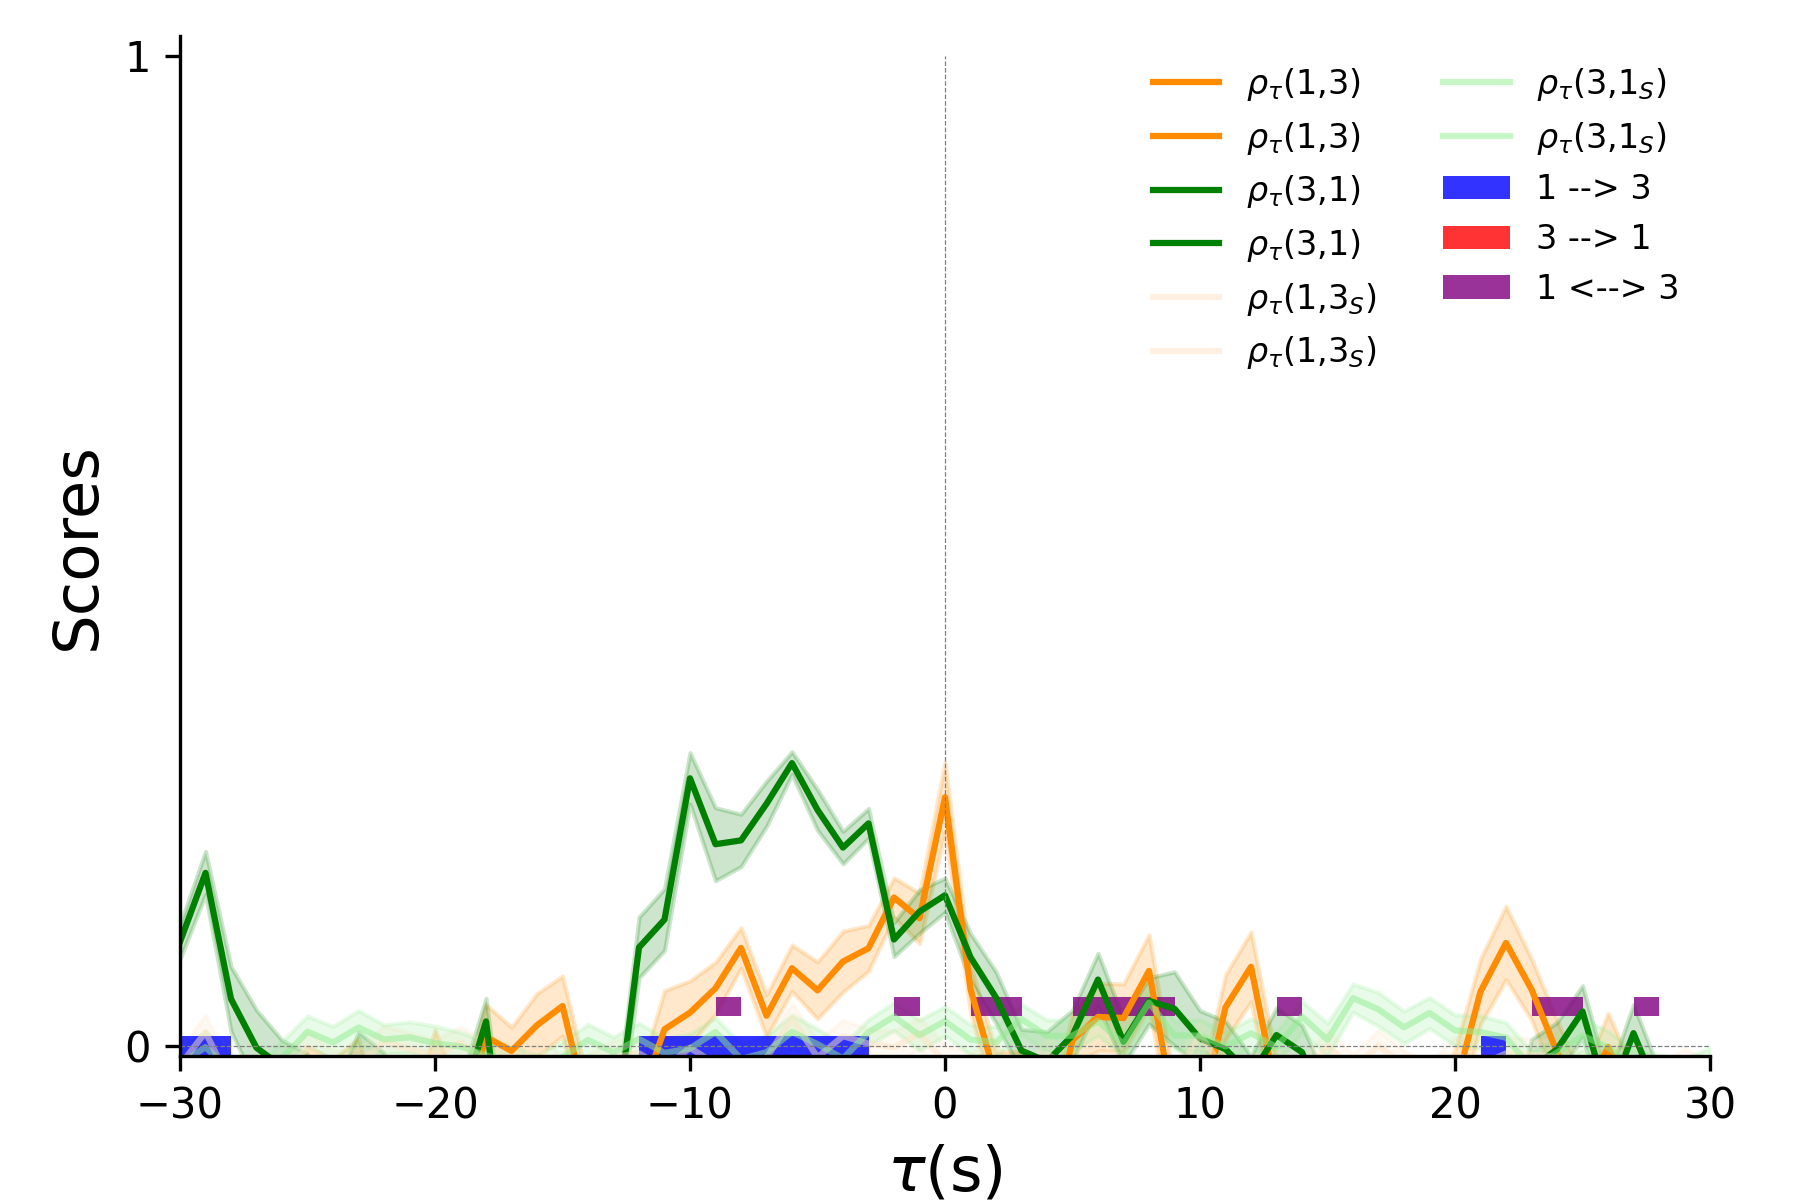 1
0
Scores
−30 −20 −10 0 10 20 30
τ(s)
ρτ(1,3)
ρτ(1,3)
ρτ(3,1)
ρτ(3,1)
ρτ(1,3S)
ρτ(1,3S)
ρτ(3,1S)
ρτ(3,1S)
1 --> 3
3 --> 1
1 <--> 3